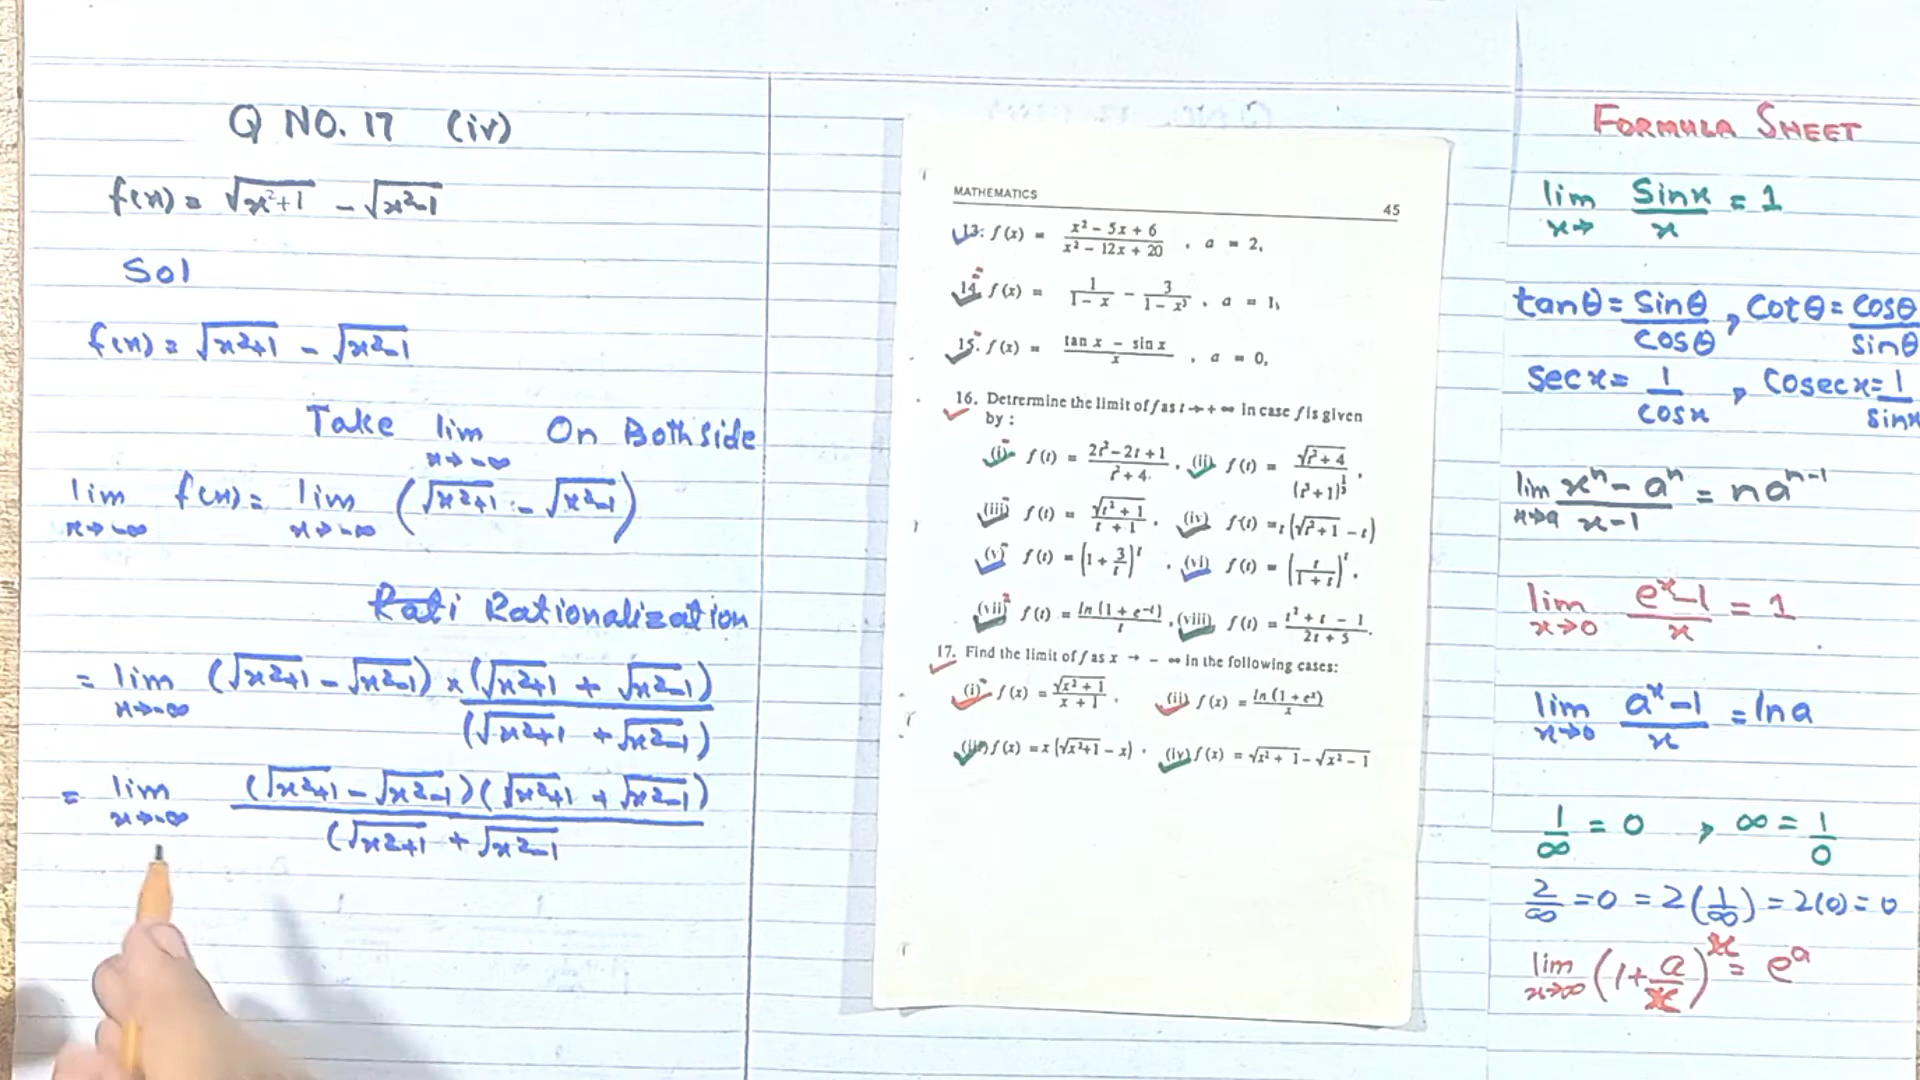 Q NO. 17 (iv)
f(x) = √x²+1 - √x²-1
Sol
f(x) = √x²+1 - √x²-1
Take lim x→-∞ On Both side
lim x→-∞ f(x) = lim x→-∞ (√x²+1 - √x²-1)
Rationalization
= lim x→-∞ (√x²+1 - √x²-1) × (√x²+1 + √x²-1) / (√x²+1 + √x²-1)
= lim x→-∞ (√x²+1 - √x²-1)(√x²+1 + √x²-1) / (√x²+1 + √x²-1
MATHEMATICS 45
13. f(x) = x² - 5x + 6 / x² - 12x + 20 , a = 2,
14. f(x) = 1 / 1 - x - 3 / 1 - x³ , a = 1,
15. f(x) = tan x - sin x / x , a = 0,
16. Detrermine the limit of f as t → + ∞ in case f is given
by :
(i) f(t) = 2t² - 2t + 1 / t² + 4 , (ii) f(t) = √t² + 4 / (t³ + 1)^1/3 .
(iii) f(t) = √t² + 1 / t + 1 . (iv) f(t) = t(√t² + 1 - t)
(v) f(t) = (1 + 3/t)^t . (vi) f(t) = (t / 1 + t)^t .
(vii) f(t) = ln (1 + e^-t) / t , (viii) f(t) = t² + t - 1 / 2t + 5 .
17. Find the limit of f as x → - ∞ in the following cases:
(i) f(x) = √x² + 1 / x + 1 . (ii) f(x) = ln (1 + eˣ) / x
(iii) f(x) = x (√x²+1 - x) . (iv) f(x) = √x² + 1 - √x² - 1
FORMULA SHEET
lim x→ Sinx / x = 1
tanθ = Sinθ / cosθ , Cotθ = cosθ / sinθ
secx = 1 / cosx , Cosecx = 1 / sinx
lim x→a xⁿ - aⁿ / x-1 = naⁿ⁻¹
lim x→0 eˣ-1 / x = 1
lim x→0 aˣ-1 / x = lna
1/∞ = 0 , ∞ = 1/0
2/∞ = 0 = 2(1/∞) = 2(0) = 0
lim x→∞ (1 + a/x)^x = eᵃ